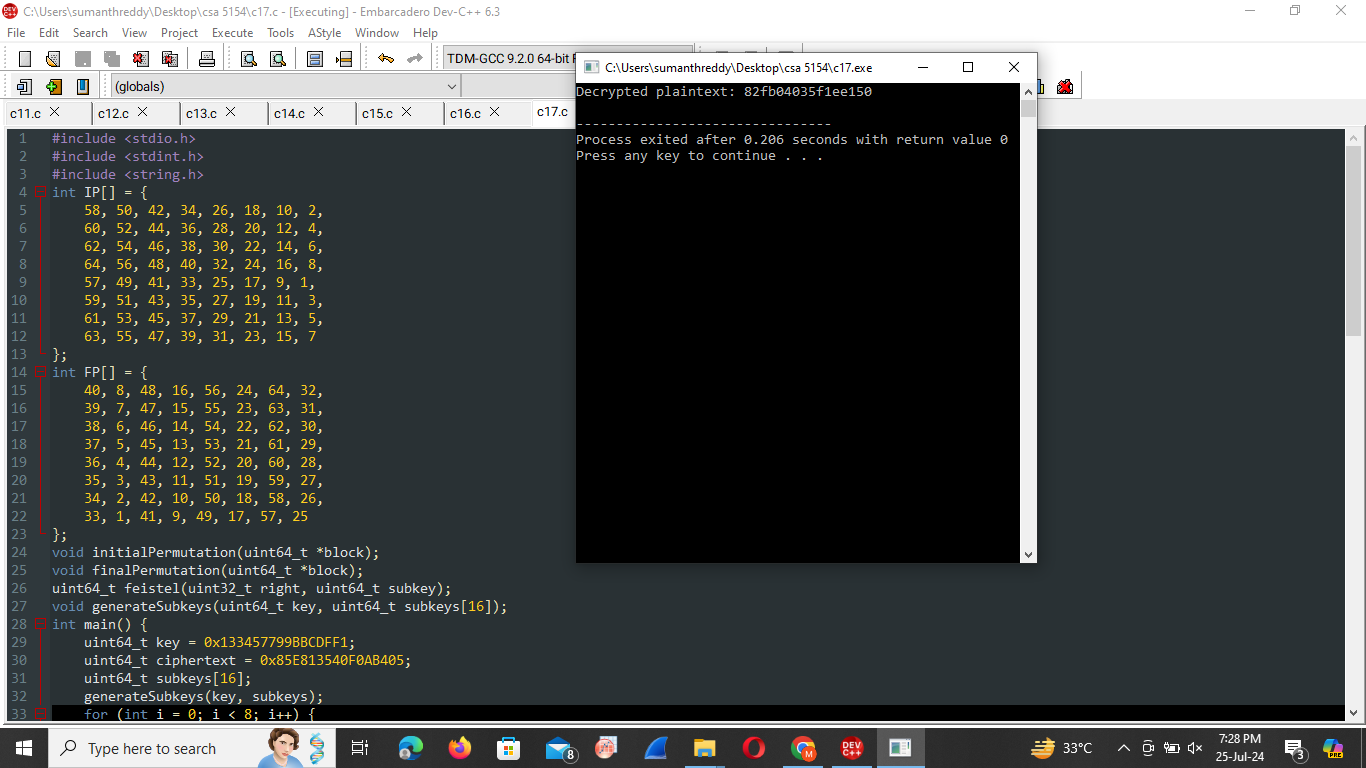 C:\Users\sumanthreddy\Desktop\csa 5154\c17.c - [Executing] - Embarcadero Dev-C++ 6.3
File Edit Search View Project Execute Tools AStyle Window Help
TDM-GCC 9.2.0 64-bit
(globals)
c11.c c12.c c13.c c14.c c15.c c16.c c17.c
1 #include <stdio.h>
2 #include <stdint.h>
3 #include <string.h>
4 int IP[] = {
5 58, 50, 42, 34, 26, 18, 10, 2,
6 60, 52, 44, 36, 28, 20, 12, 4,
7 62, 54, 46, 38, 30, 22, 14, 6,
8 64, 56, 48, 40, 32, 24, 16, 8,
9 57, 49, 41, 33, 25, 17, 9, 1,
10 59, 51, 43, 35, 27, 19, 11, 3,
11 61, 53, 45, 37, 29, 21, 13, 5,
12 63, 55, 47, 39, 31, 23, 15, 7
13 };
14 int FP[] = {
15 40, 8, 48, 16, 56, 24, 64, 32,
16 39, 7, 47, 15, 55, 23, 63, 31,
17 38, 6, 46, 14, 54, 22, 62, 30,
18 37, 5, 45, 13, 53, 21, 61, 29,
19 36, 4, 44, 12, 52, 20, 60, 28,
20 35, 3, 43, 11, 51, 19, 59, 27,
21 34, 2, 42, 10, 50, 18, 58, 26,
22 33, 1, 41, 9, 49, 17, 57, 25
23 };
24 void initialPermutation(uint64_t *block);
25 void finalPermutation(uint64_t *block);
26 uint64_t feistel(uint32_t right, uint64_t subkey);
27 void generateSubkeys(uint64_t key, uint64_t subkeys[16]);
28 int main() {
29 uint64_t key = 0x133457799BBCDFF1;
30 uint64_t ciphertext = 0x85E813540F0AB405;
31 uint64_t subkeys[16];
32 generateSubkeys(key, subkeys);
33 for (int i = 0; i < 8; i++) {
C:\Users\sumanthreddy\Desktop\csa 5154\c17.exe
Decrypted plaintext: 82fb04035f1ee150
--------------------------------
Process exited after 0.206 seconds with return value 0
Press any key to continue . . .
Type here to search
8
DEV C++
33°C
7:28 PM
25-Jul-24
3
PRE